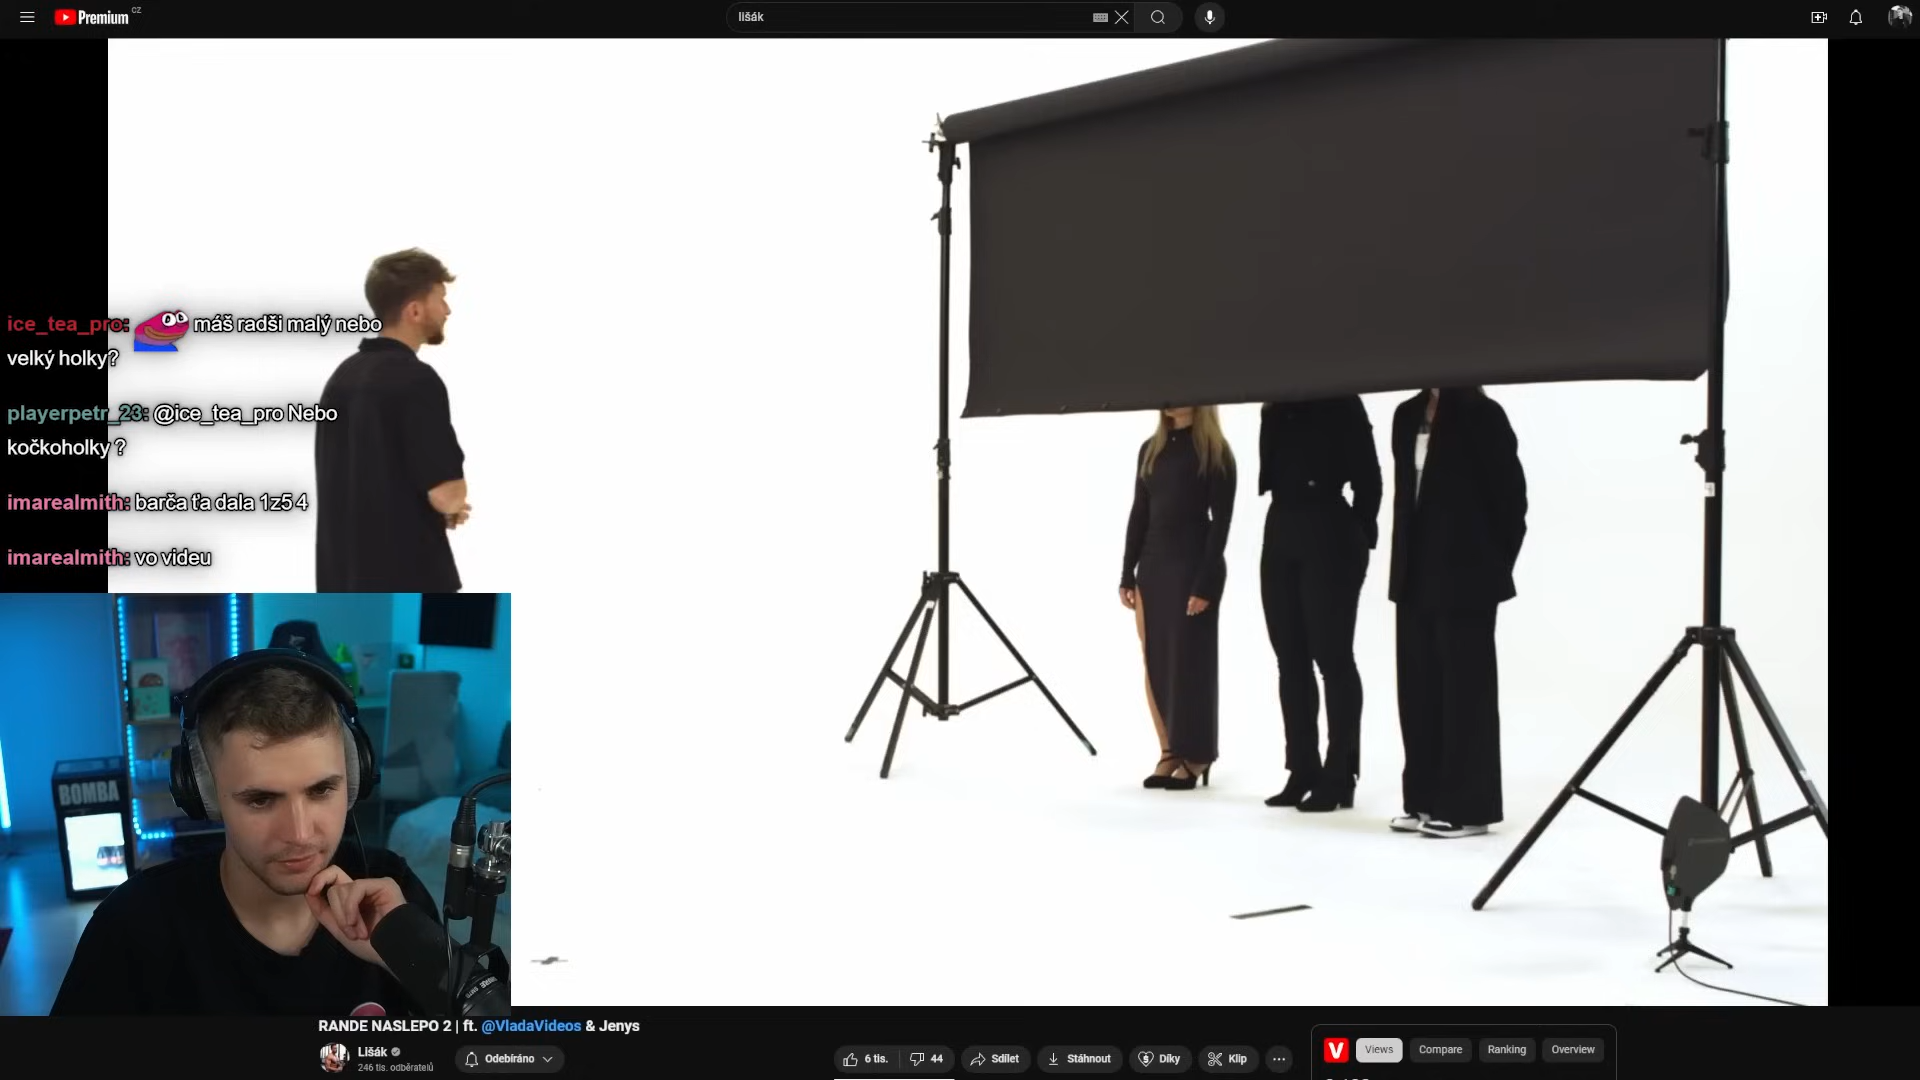 Premium CZ
lišák
ice_tea_pro: máš radši malý nebo
velký holky?
playerpetr_23: @ice_tea_pro Nebo
kočkoholky ?
imarealmith: barča ťa dala 1z5 4
imarealmith: vo videu
BOMBA
RANDE NASLEPO 2 | ft. @VladaVideos & Jenys
Lišák
246 tis. odběratelů
Odebíráno
6 tis.
44
Sdílet
Stáhnout
Díky
Klip
Views
Compare
Ranking
Overview